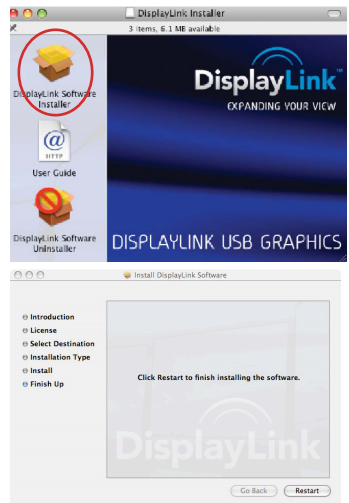 DisplayLink Installer
3 items, 6.1 MB available
DisplayLink Software
Installer
DisplayLink™
EXPANDING YOUR VIEW
@
HTTP
User Guide
DisplayLink Software
Uninstaller
DISPLAYLINK USB GRAPHICS
Install DisplayLink Software
Introduction
License
Select Destination
Installation Type
Install
Finish Up
Click Restart to finish installing the software.
DisplayLink
Go Back
Restart